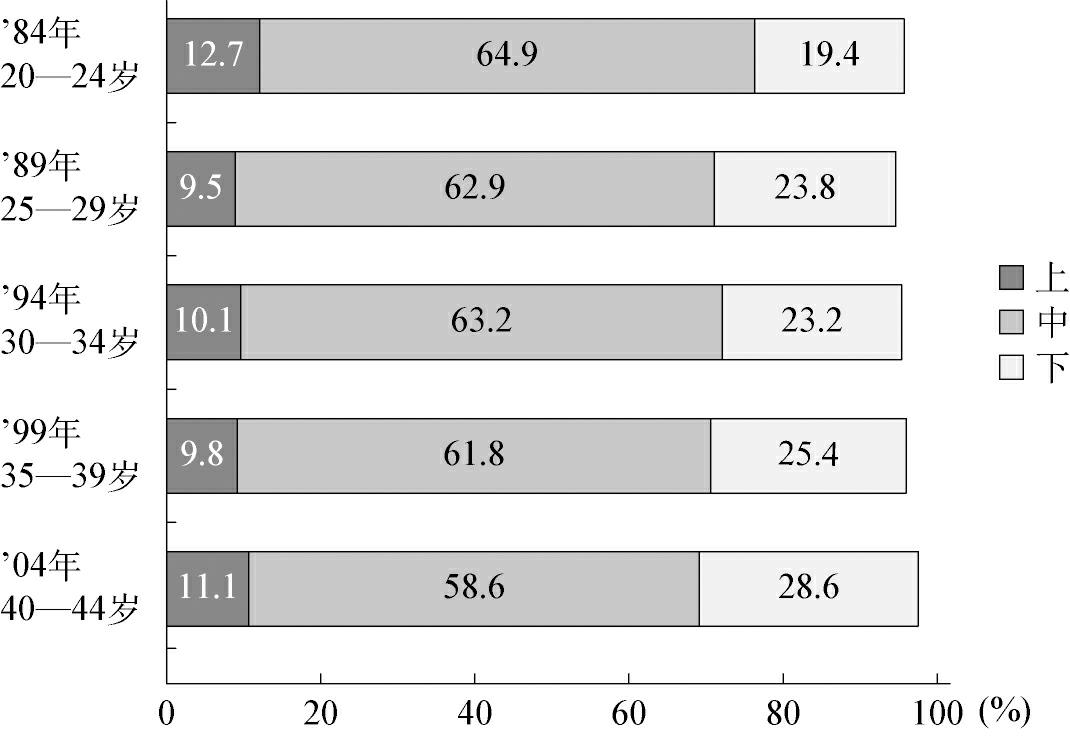 ’84年
20—24岁
12.7 64.9 19.4
’89年
25—29岁
9.5 62.9 23.8
’94年
30—34岁
10.1 63.2 23.2
’99年
35—39岁
9.8 61.8 25.4
’04年
40—44岁
11.1 58.6 28.6
上
中
下
0 20 40 60 80 100 (%)